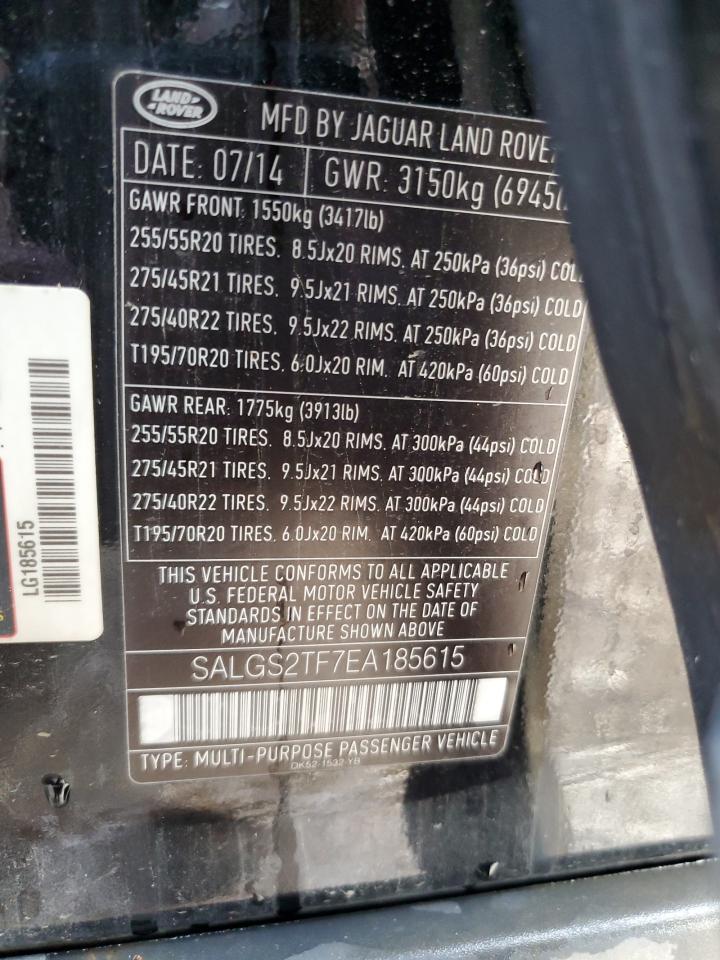 LAND
ROVER
MFD BY JAGUAR LAND ROVE
DATE: 07/14 GWR: 3150kg (6945l
GAWR FRONT: 1550kg (3417lb)
255/55R20 TIRES. 8.5Jx20 RIMS. AT 250kPa (36psi) COL
275/45R21 TIRES. 9.5Jx21 RIMS. AT 250kPa (36psi) COLD
275/40R22 TIRES. 9.5Jx22 RIMS. AT 250kPa (36psi) COLD
T195/70R20 TIRES. 6.0Jx20 RIM. AT 420kPa (60psi) COLD
GAWR REAR: 1775kg (3913lb)
255/55R20 TIRES. 8.5Jx20 RIMS. AT 300kPa (44psi) COLD
275/45R21 TIRES. 9.5Jx21 RIMS. AT 300kPa (44psi) COLD
275/40R22 TIRES. 9.5Jx22 RIMS. AT 300kPa (44psi) COLD
T195/70R20 TIRES. 6.0Jx20 RIM. AT 420kPa (60psi) COLD
THIS VEHICLE CONFORMS TO ALL APPLICABLE
U.S. FEDERAL MOTOR VEHICLE SAFETY
STANDARDS IN EFFECT ON THE DATE OF
MANUFACTURE SHOWN ABOVE
SALGS2TF7EA185615
TYPE: MULTI-PURPOSE PASSENGER VEHICLE
DK52-1532-YB
LG185615